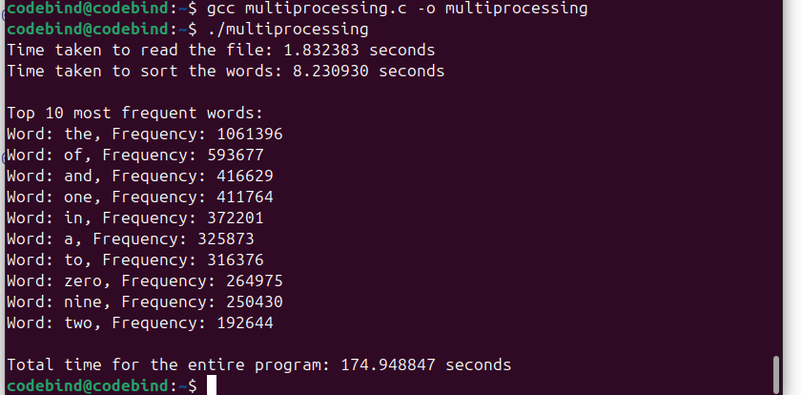 codebind@codebind:~$ gcc multiprocessing.c -o multiprocessing
codebind@codebind:~$ ./multiprocessing
Time taken to read the file: 1.832383 seconds
Time taken to sort the words: 8.230930 seconds
Top 10 most frequent words:
Word: the, Frequency: 1061396
Word: of, Frequency: 593677
Word: and, Frequency: 416629
Word: one, Frequency: 411764
Word: in, Frequency: 372201
Word: a, Frequency: 325873
Word: to, Frequency: 316376
Word: zero, Frequency: 264975
Word: nine, Frequency: 250430
Word: two, Frequency: 192644
Total time for the entire program: 174.948847 seconds
codebind@codebind:~$